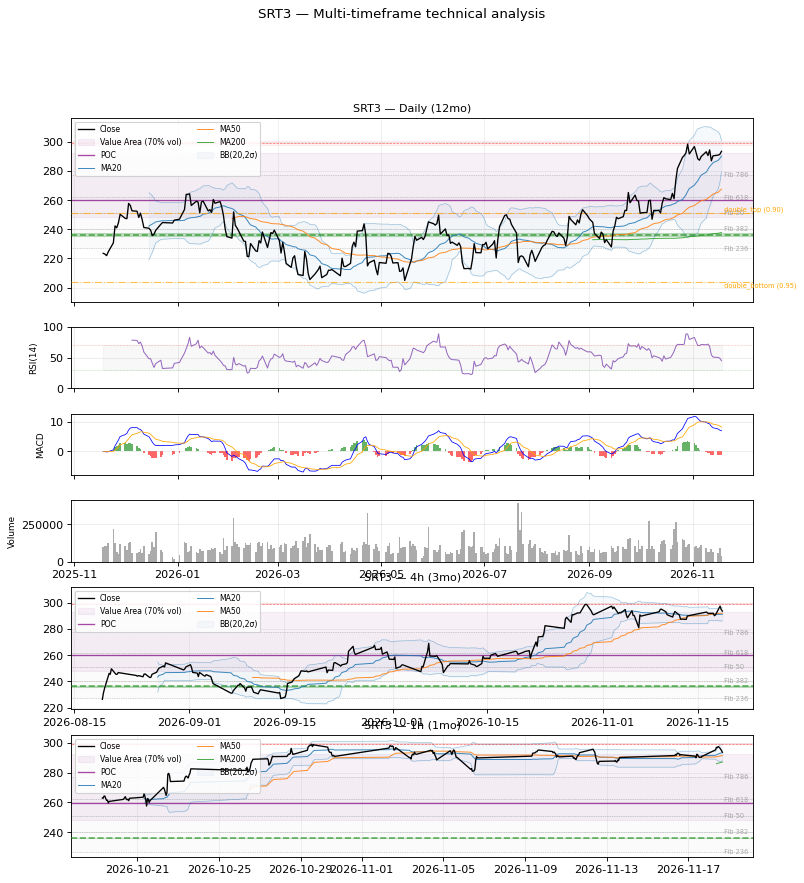 SRT3 — Multi-timeframe technical analysis
SRT3 — Daily (12mo)
Close
Value Area (70% vol)
POC
MA20
MA50
MA200
BB(20,2σ)
300
280
260
240
220
200
Fib 786
Fib 618
double_top (0.90)
Fib 50
Fib 382
Fib 236
double_bottom (0.95)
RSI(14)
100
50
0
MACD
10
0
Volume
250000
0
2025-11
2026-01
2026-03
2026-05
2026-07
2026-09
2026-11
SRT3 — 4h (3mo)
Close
Value Area (70% vol)
POC
MA20
MA50
BB(20,2σ)
300
280
260
240
220
Fib 786
Fib 618
Fib 50
Fib 382
Fib 236
2026-08-15
2026-09-01
2026-09-15
2026-10-01
2026-10-15
2026-11-01
2026-11-15
SRT3 — 1h (1mo)
Close
Value Area (70% vol)
POC
MA20
MA50
MA200
BB(20,2σ)
300
280
260
240
Fib 786
Fib 618
Fib 50
Fib 382
Fib 236
2026-10-21
2026-10-25
2026-10-29
2026-11-01
2026-11-05
2026-11-09
2026-11-13
2026-11-17